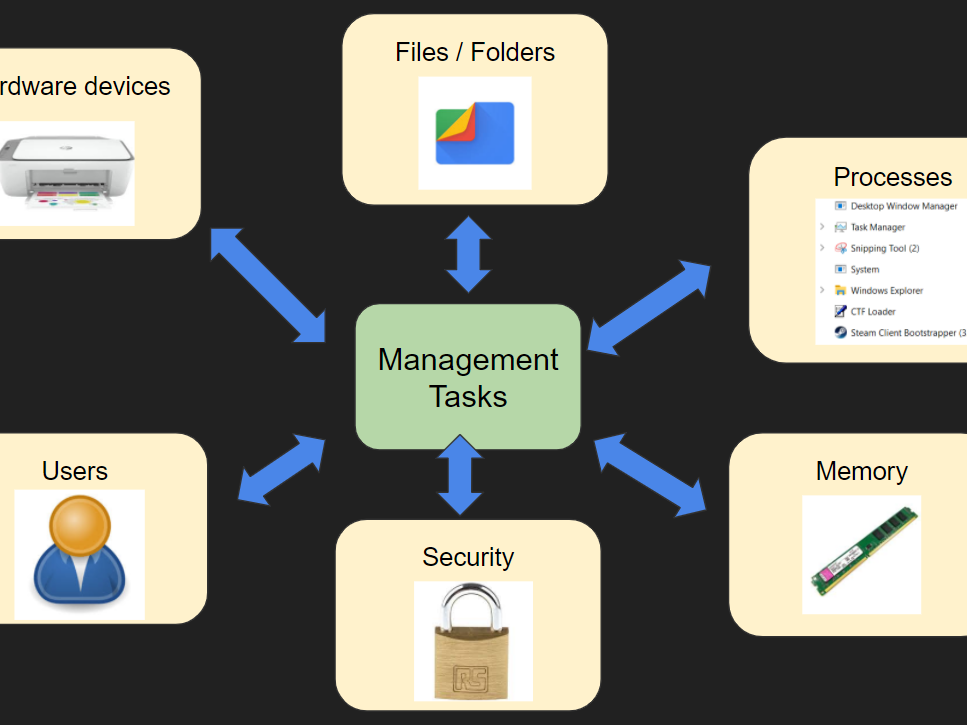 Files / Folders
rdware devices
Processes
Desktop Window Manager
Task Manager
Snipping Tool (2)
System
Windows Explorer
CTF Loader
Steam Client Bootstrapper (3
Management
Tasks
Users
Security
Memory
RS